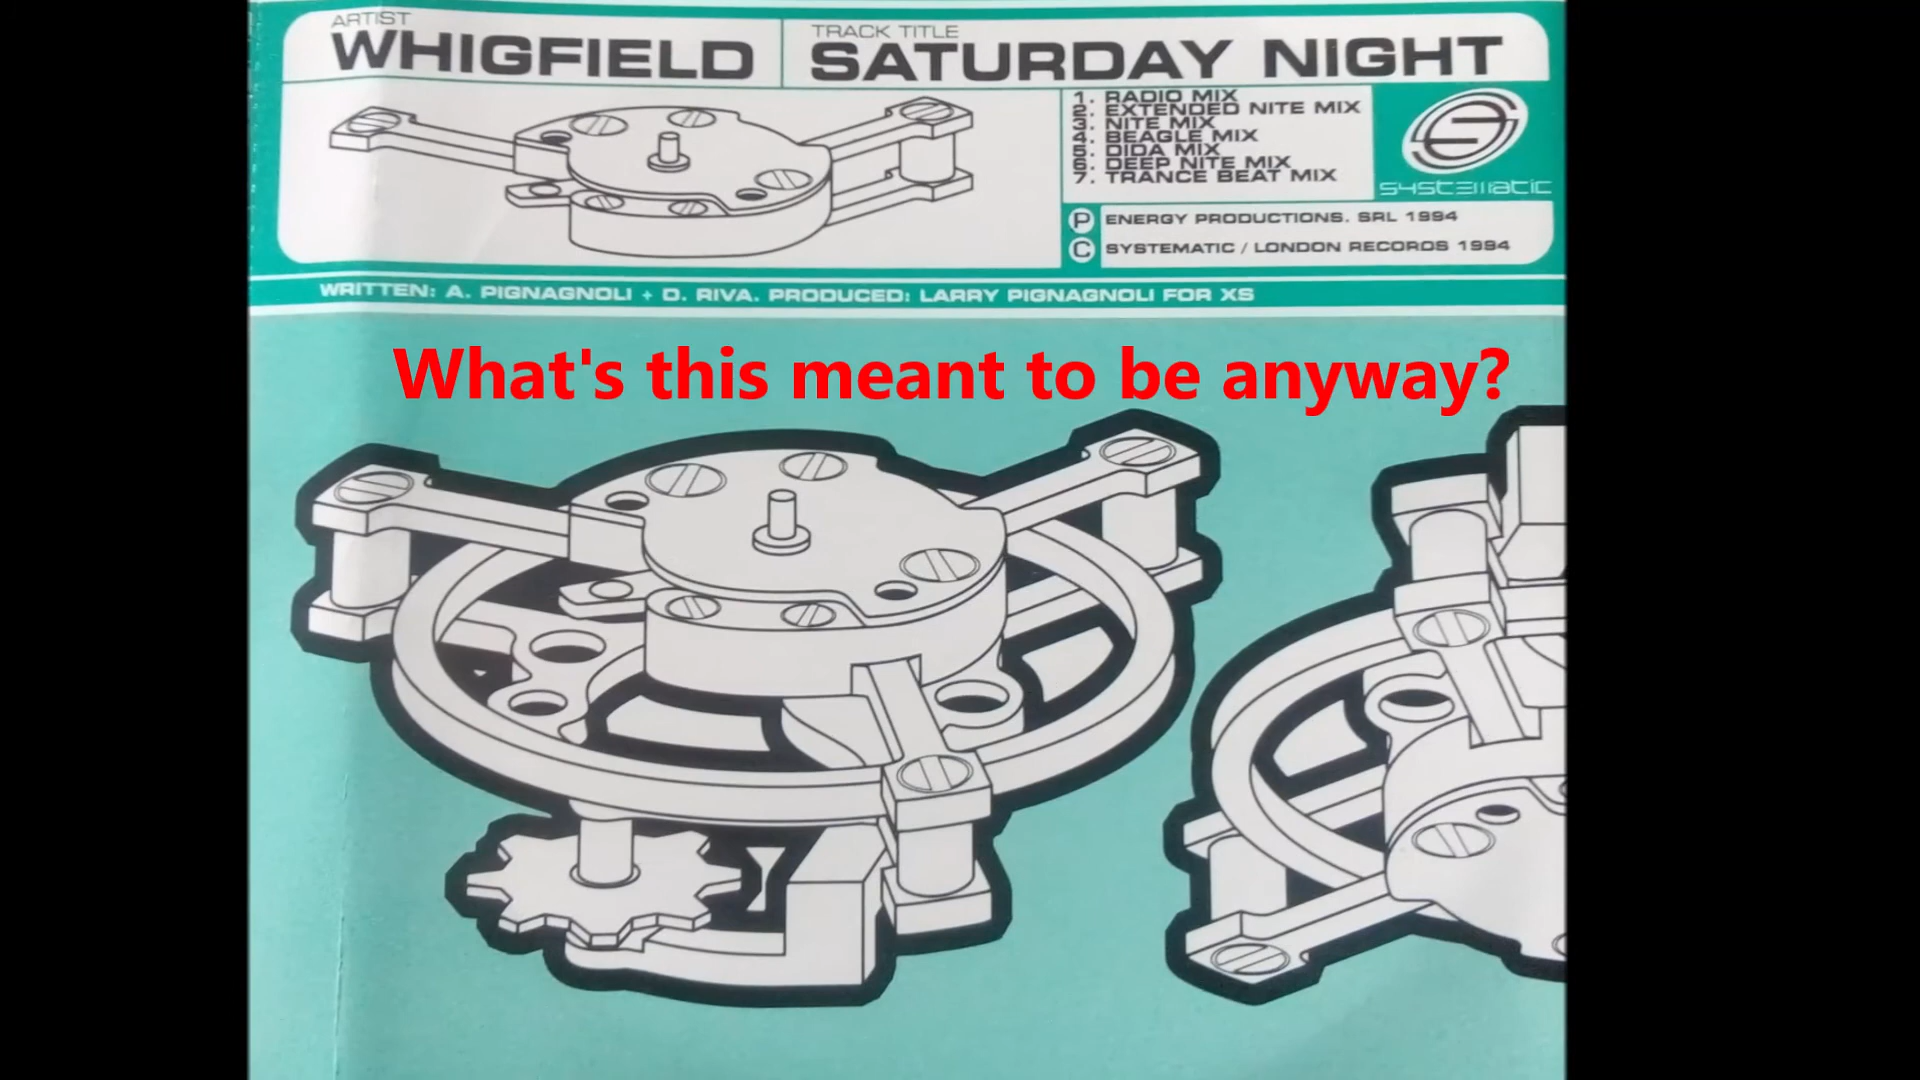 ARTIST
WHIGFIELD
TRACK TITLE
SATURDAY NIGHT
1. RADIO MIX
2. EXTENDED NITE MIX
3. NITE MIX
4. BEAGLE MIX
5. DIDA MIX
6. DEEP NITE MIX
7. TRANCE BEAT MIX
SYSTEMATIC
P ENERGY PRODUCTIONS. SRL 1994
C SYSTEMATIC / LONDON RECORDS 1994
WRITTEN: A. PIGNAGNOLI + D. RIVA. PRODUCED: LARRY PIGNAGNOLI FOR XS
What's this meant to be anyway?